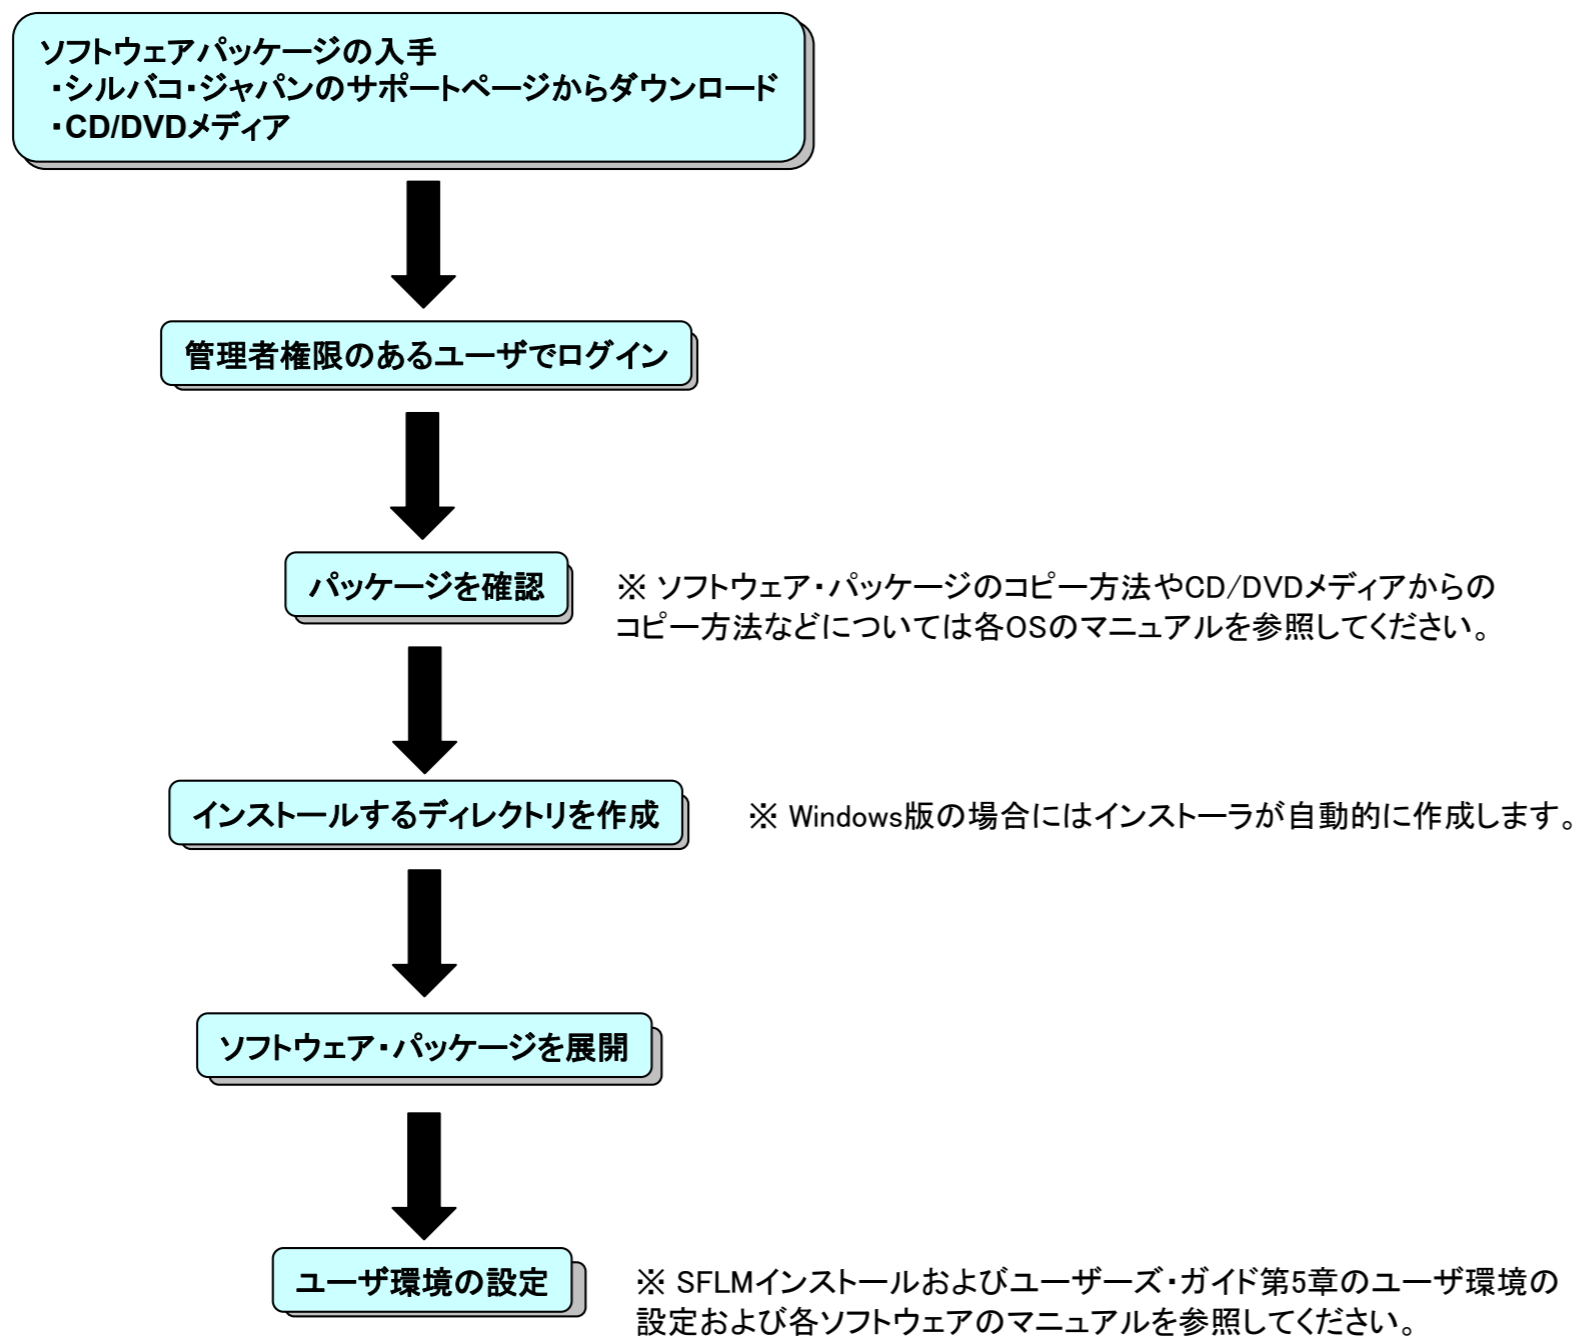 ソフトウェアパッケージの入手
・シルバコ・ジャパンのサポートページからダウンロード
・CD/DVDメディア
管理者権限のあるユーザでログイン
パッケージを確認
※ ソフトウェア・パッケージのコピー方法やCD/DVDメディアからの
コピー方法などについては各OSのマニュアルを参照してください。
インストールするディレクトリを作成
※ Windows版の場合にはインストーラが自動的に作成します。
ソフトウェア・パッケージを展開
ユーザ環境の設定
※ SFLMインストールおよびユーザーズ・ガイド第5章のユーザ環境の
設定および各ソフトウェアのマニュアルを参照してください。